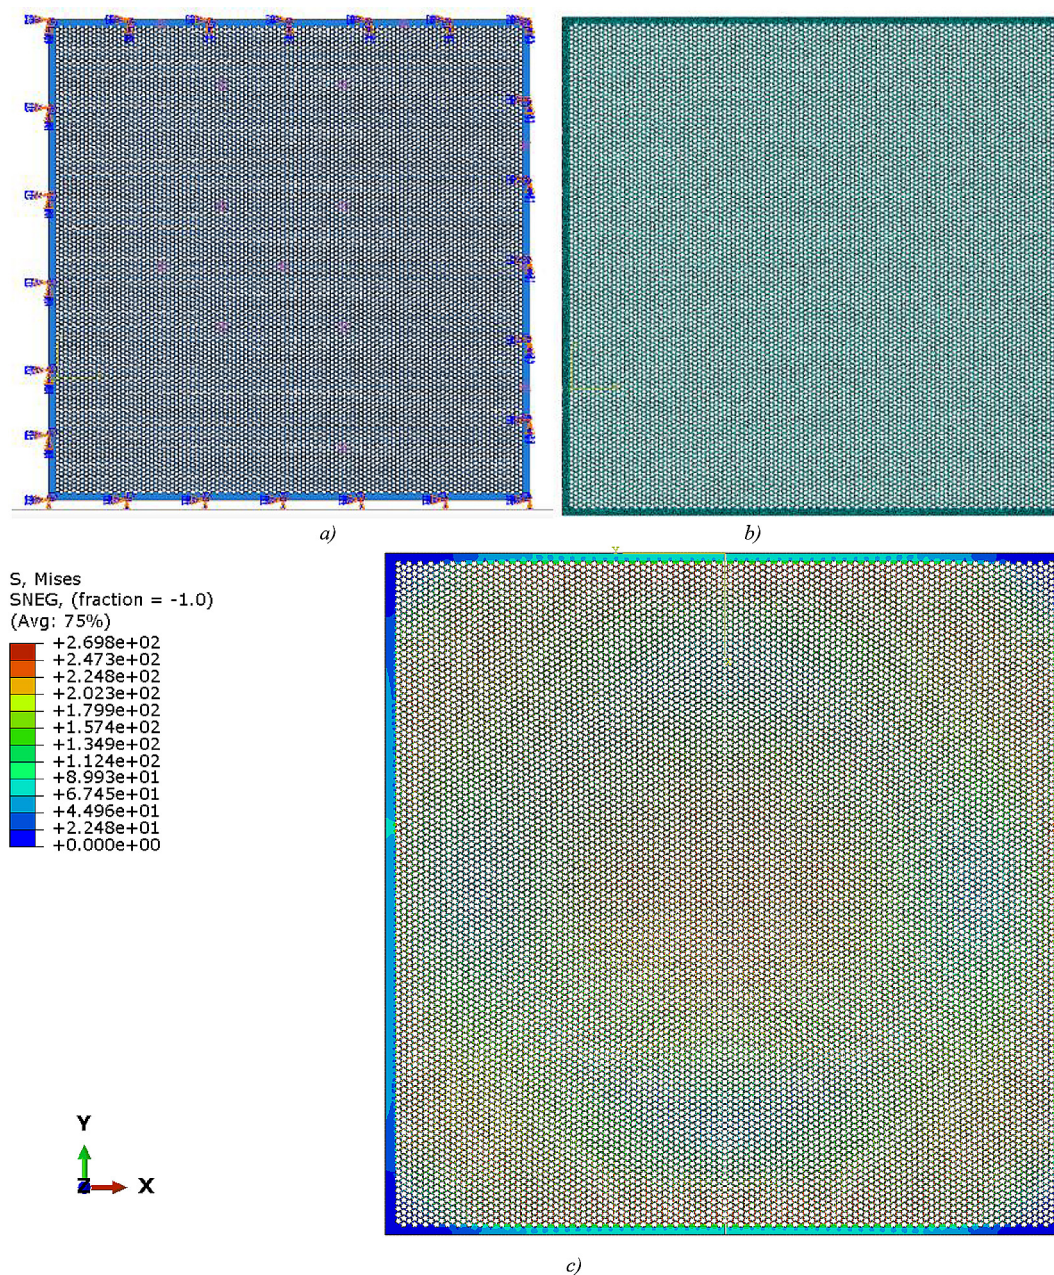 a)
b)
S, Mises
SNEG, (fraction = -1.0)
(Avg: 75%)
+2.698e+02
+2.473e+02
+2.248e+02
+2.023e+02
+1.799e+02
+1.574e+02
+1.349e+02
+1.124e+02
+8.993e+01
+6.745e+01
+4.496e+01
+2.248e+01
+0.000e+00
Y
Y
Z
X
c)